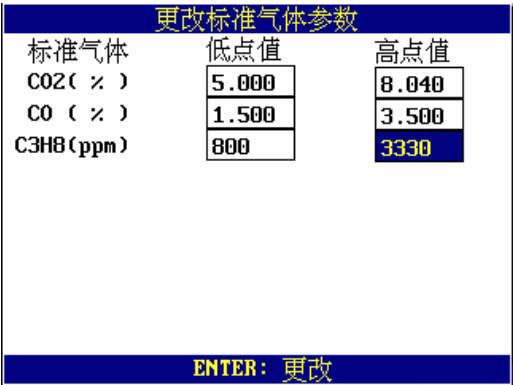 更改标准气体参数
标准气体 低点值 高点值
CO2( % ) 5.000 8.040
CO ( % ) 1.500 3.500
C3H8(ppm) 800 3330
ENTER: 更改